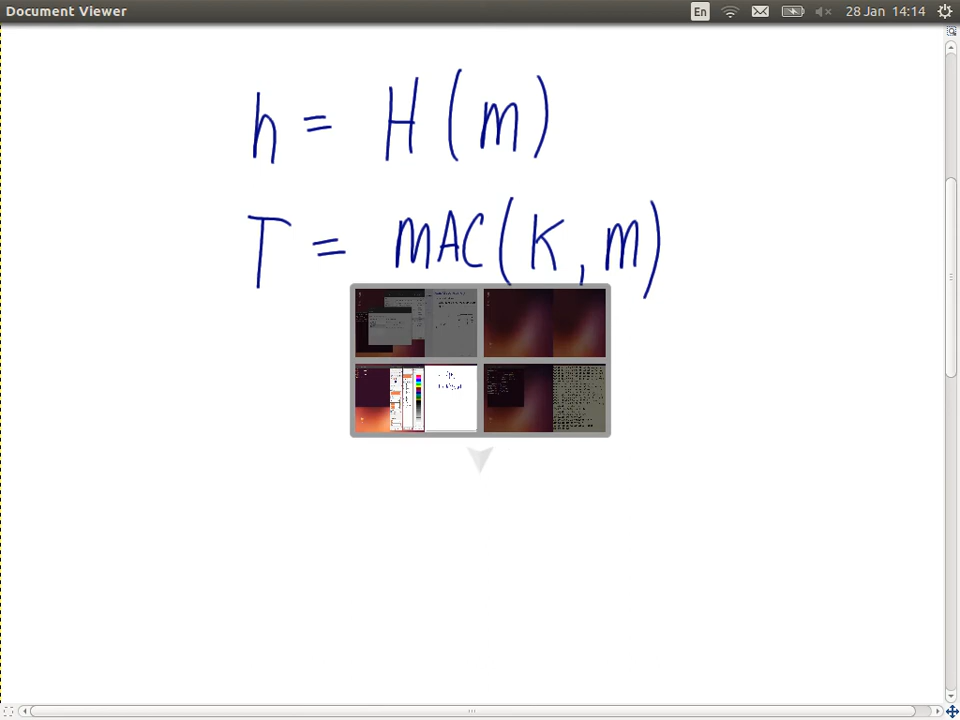 Document Viewer En 28 Jan 14:14
h = H(m)
T = MAC(K, m)